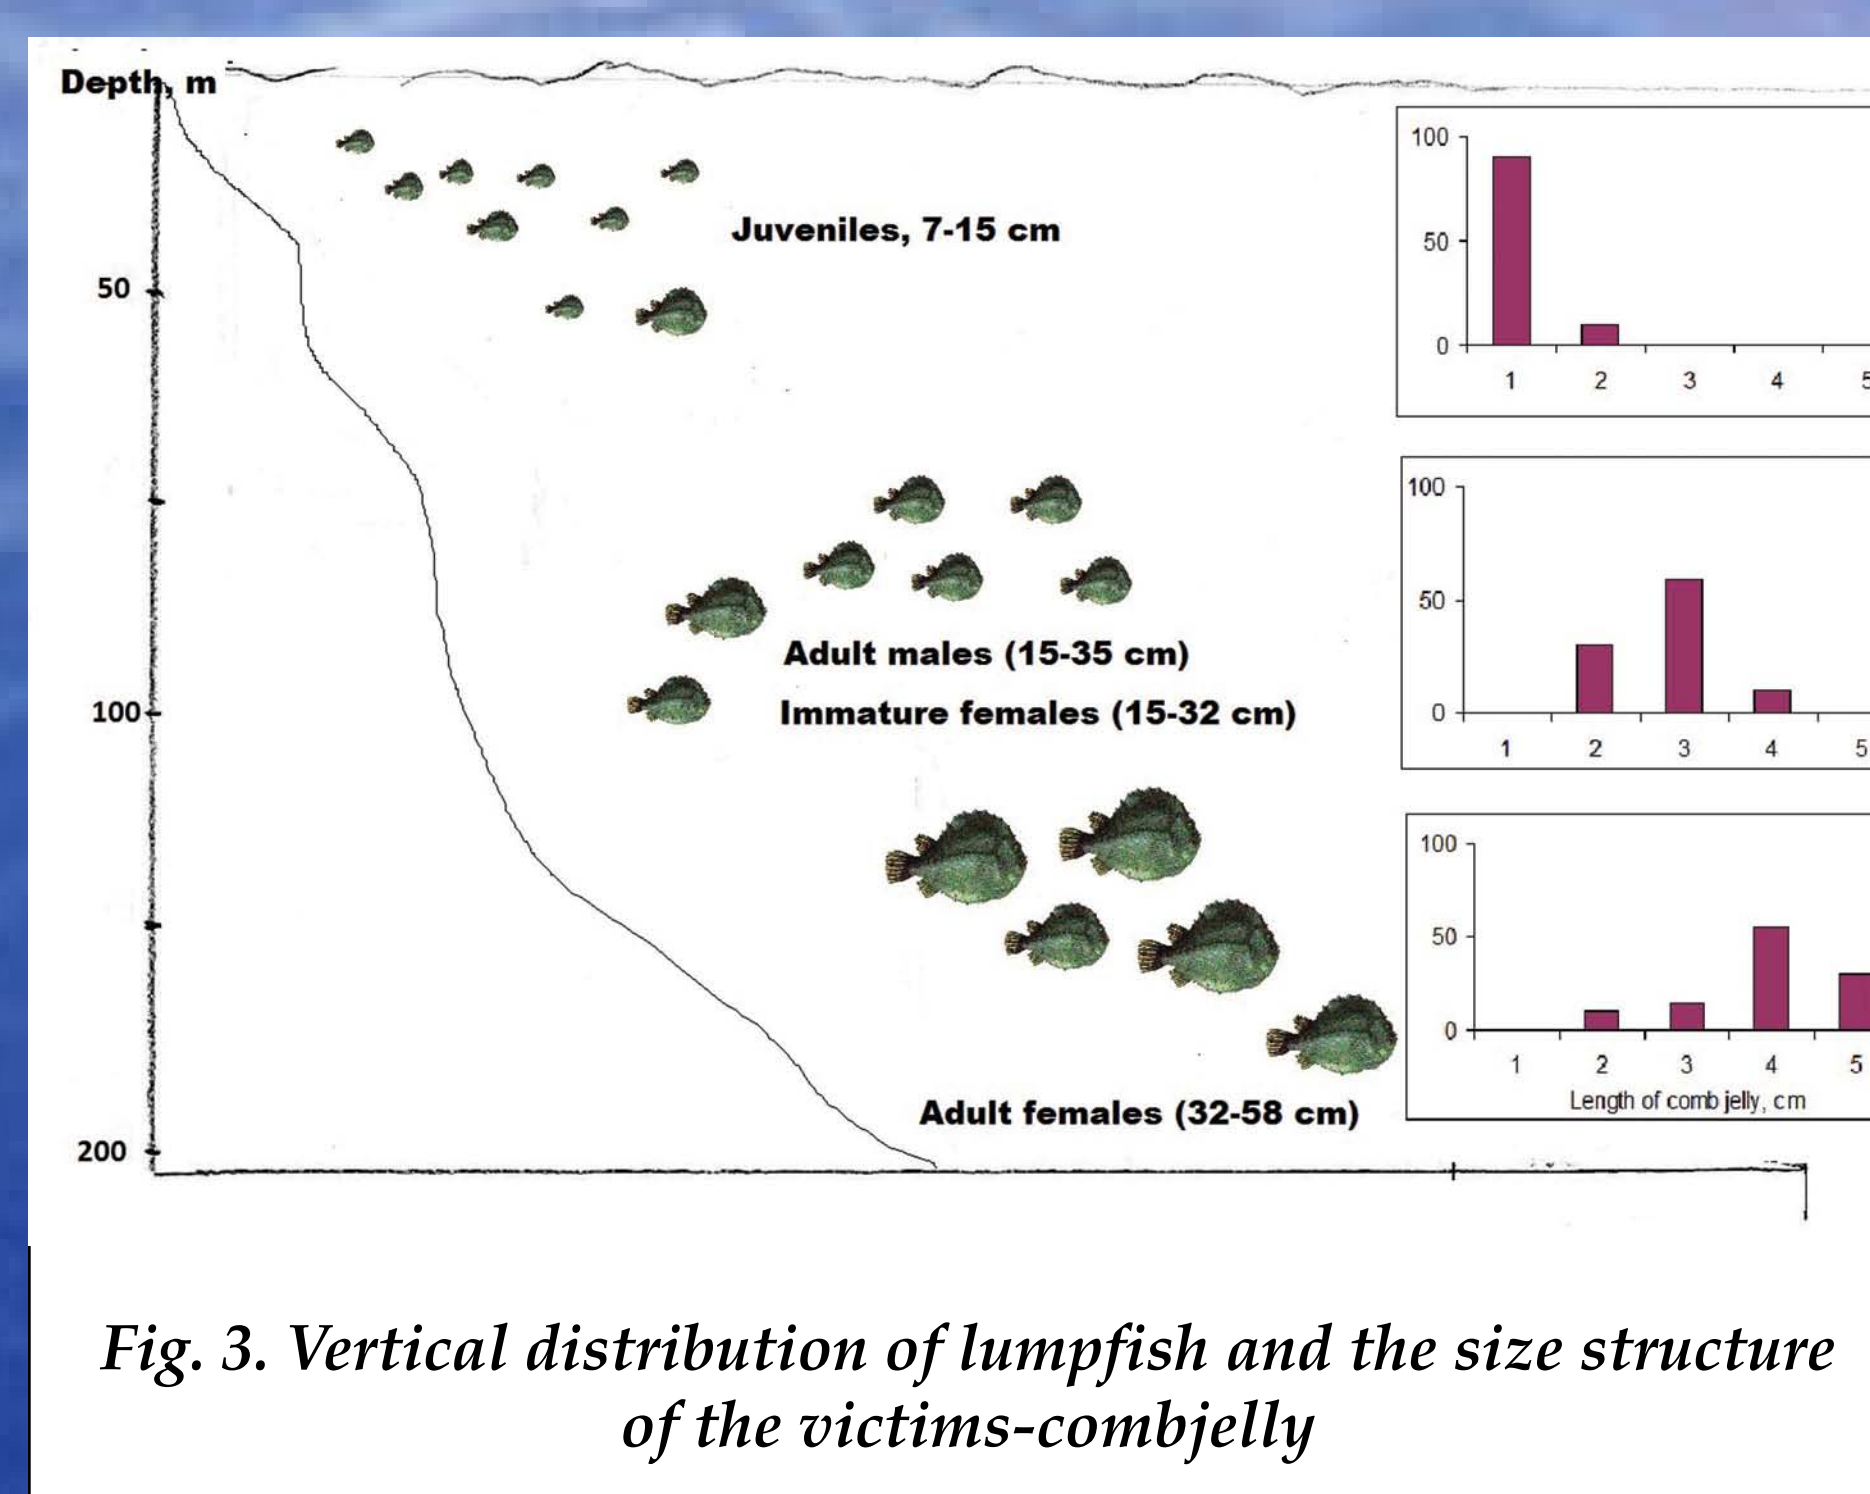 Depth, m
50
100
200
Juveniles, 7-15 cm
Adult males (15-35 cm)
Immature females (15-32 cm)
Adult females (32-58 cm)
100
50
0
1 2 3 4 5
100
50
0
1 2 3 4 5
100
50
0
1 2 3 4 5
Length of comb jelly, cm
Fig. 3. Vertical distribution of lumpfish and the size structure
of the victims-combjelly